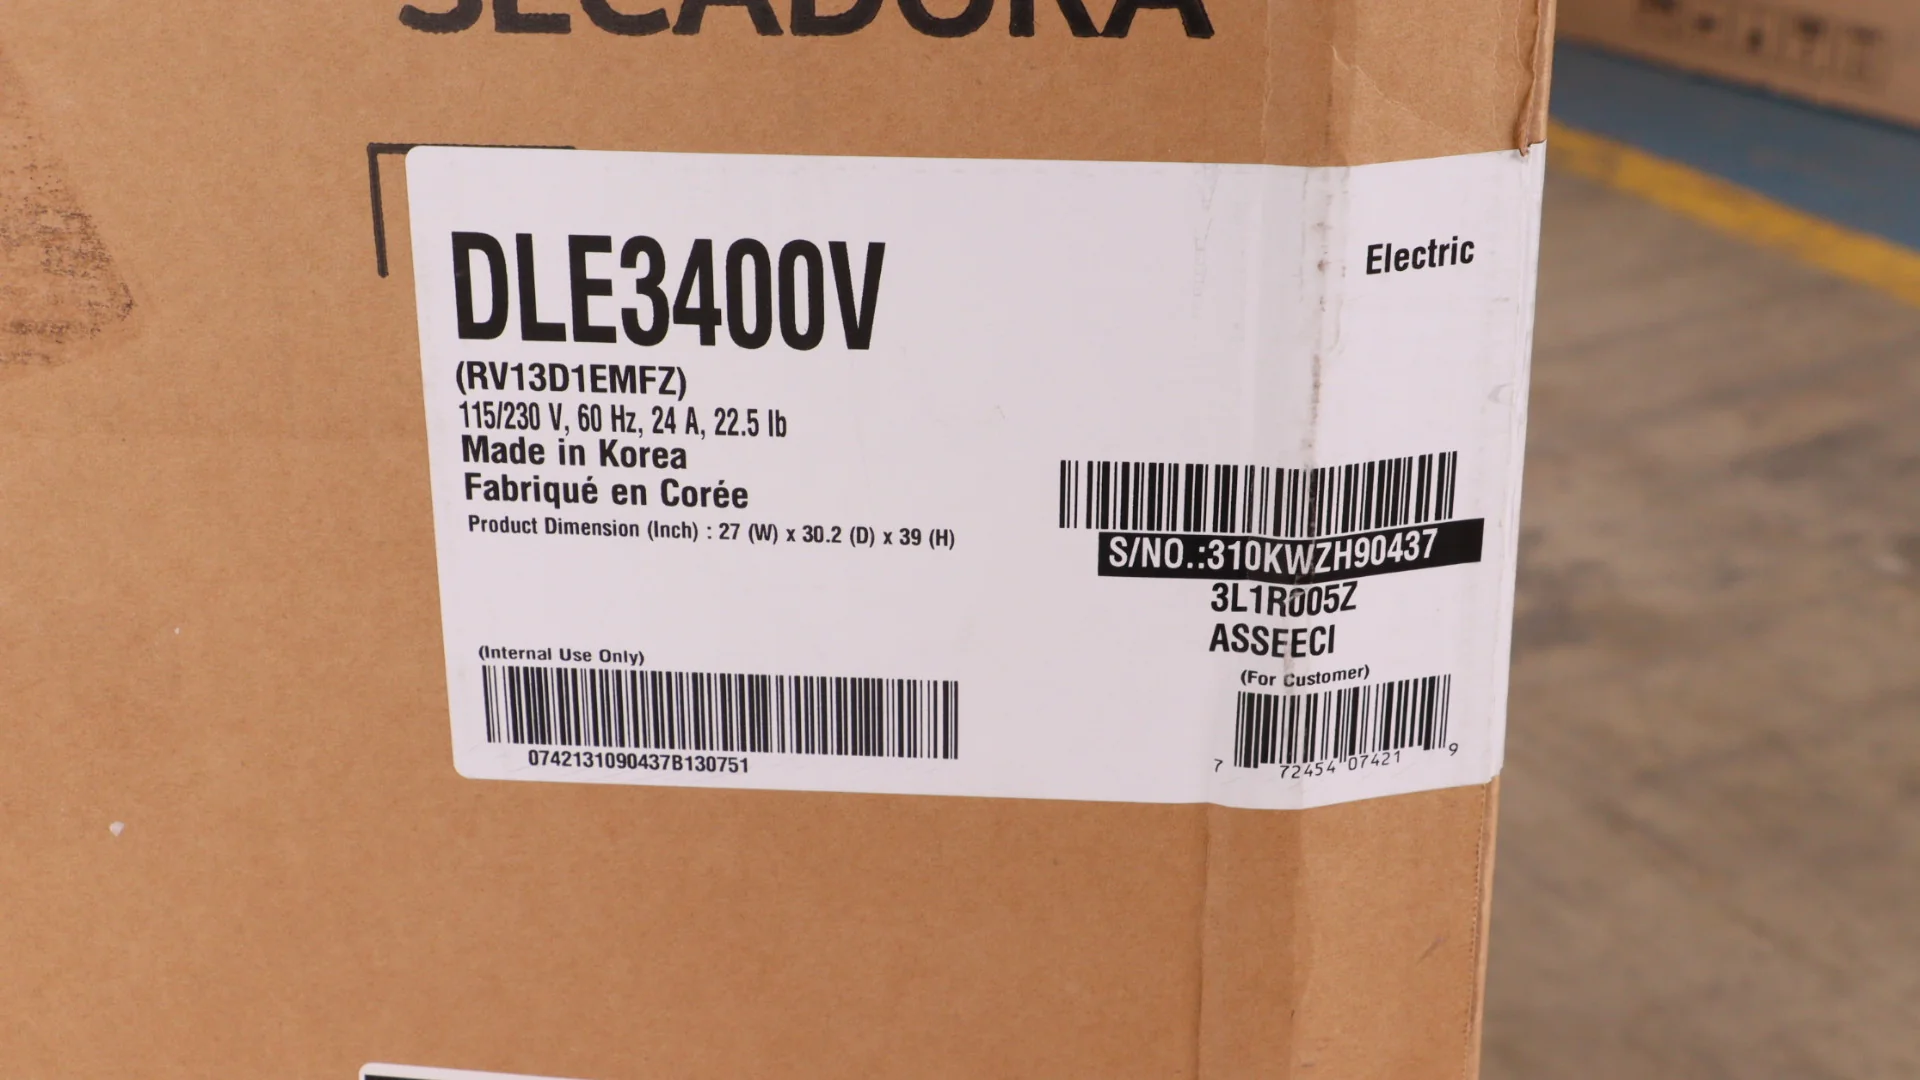 SECADORA
DLE3400V
Electric
(RV13D1EMFZ)
115/230 V, 60 Hz, 24 A, 22.5 lb
Made in Korea
Fabriqué en Corée
Product Dimension (Inch) : 27 (W) x 30.2 (D) x 39 (H)
S/NO.:310KWZH90437
3L1R005Z
ASSEECI
(Internal Use Only)
0742131090437B130751
(For Customer)
7 72454 07421 9